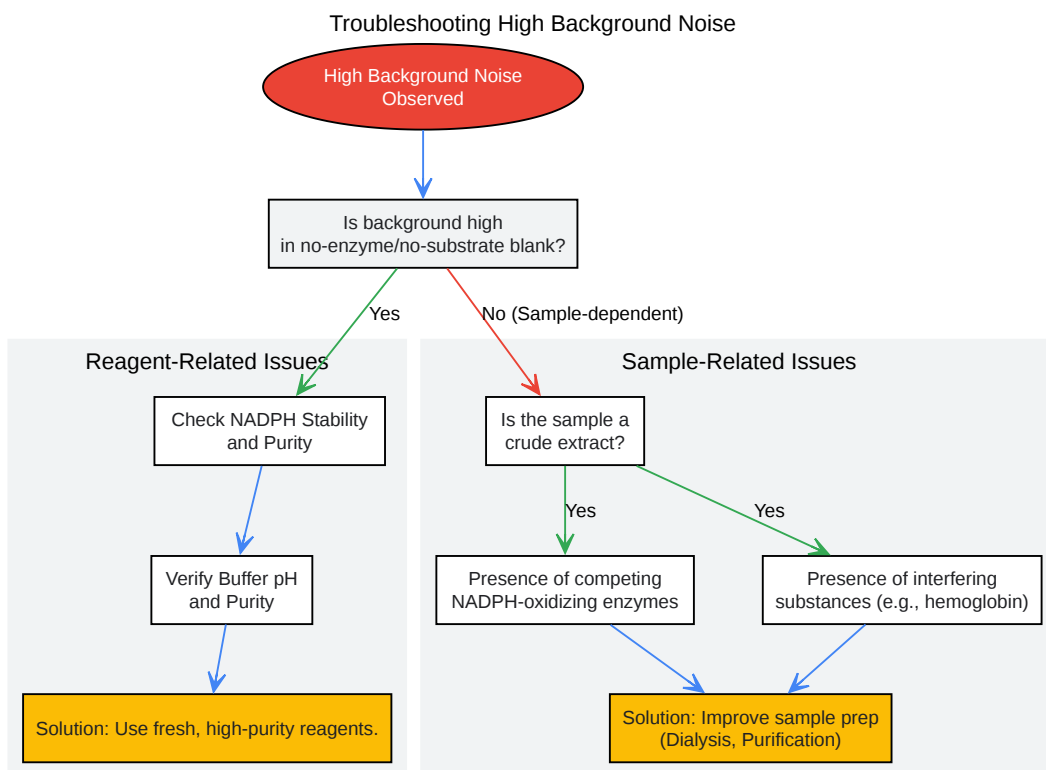 Troubleshooting High Background Noise
High Background Noise
Observed
Is background high
in no-enzyme/no-substrate blank?
Yes
No (Sample-dependent)
Reagent-Related Issues
Check NADPH Stability
and Purity
Verify Buffer pH
and Purity
Solution: Use fresh, high-purity reagents.
Sample-Related Issues
Is the sample a
crude extract?
Yes
Yes
Presence of competing
NADPH-oxidizing enzymes
Presence of interfering
substances (e.g., hemoglobin)
Solution: Improve sample prep
(Dialysis, Purification)